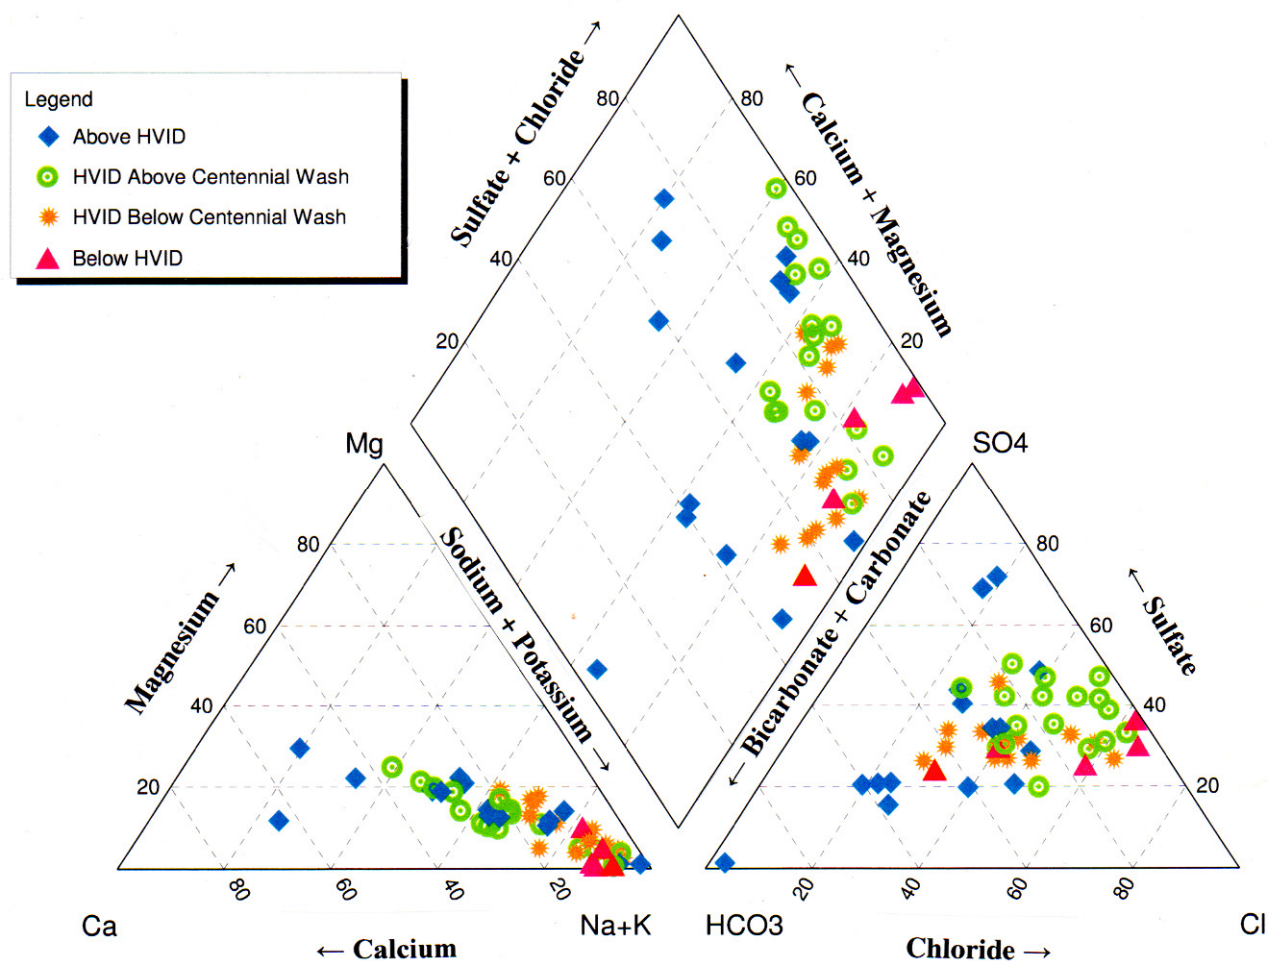 Legend
Above HVID
HVID Above Centennial Wash
HVID Below Centennial Wash
Below HVID
Sulfate + Chloride →
← Calcium + Magnesium
80
80
60
60
40
40
20
20
Mg
SO4
Magnesium →
Sodium + Potassium →
← Bicarbonate + Carbonate
← Sulfate
80
80
60
60
40
40
20
20
80
60
40
20
20
40
60
80
Ca
Na+K
HCO3
Cl
← Calcium
Chloride →